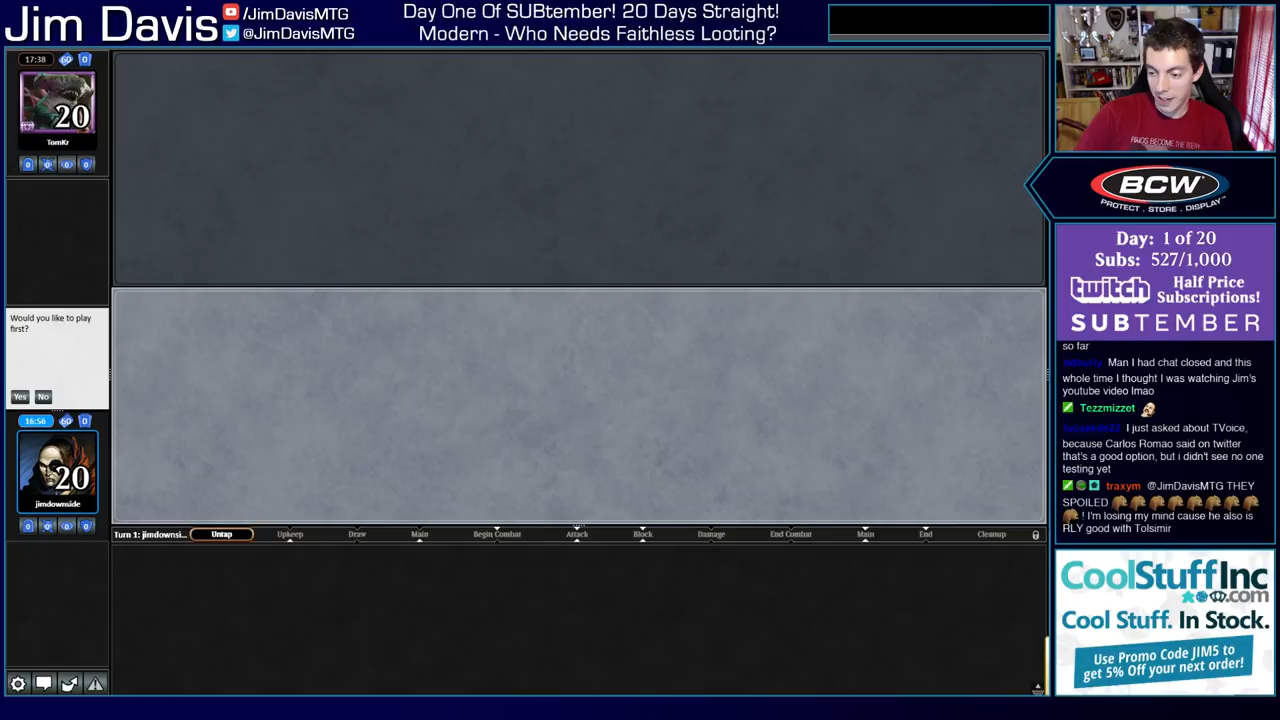 Jim Davis
/JimDavisMTG
@JimDavisMTG
Day One Of SUBtember! 20 Days Straight!
Modern - Who Needs Faithless Looting?
17:38
60
0
20
TomKr
0
0
0
0
Would you like to play
first?
Yes
No
16:56
60
0
20
jimdownside
0
0
0
0
Turn 1: jimdownsi...
Untap
Upkeep
Draw
Main
Begin Combat
Attack
Block
Damage
End Combat
Main
End
Cleanup
BCW
PROTECT . STORE . DISPLAY
Day: 1 of 20
Subs: 527/1,000
twitch
Half Price
Subscriptions!
SUBTEMBER
so far
Man I had chat closed and this
whole time I thought I was watching Jim's
youtube video lmao
Tezzmizzet
I just asked about TVoice,
because Carlos Romao said on twitter
that's a good option, but i didn't see no one
testing yet
traxym @JimDavisMTG THEY
SPOILED
! I'm losing my mind cause he also is
RLY good with Tolsimir
CoolStuffInc
.com
Cool Stuff. In Stock.
Use Promo Code JIM5 to
get 5% Off your next order!